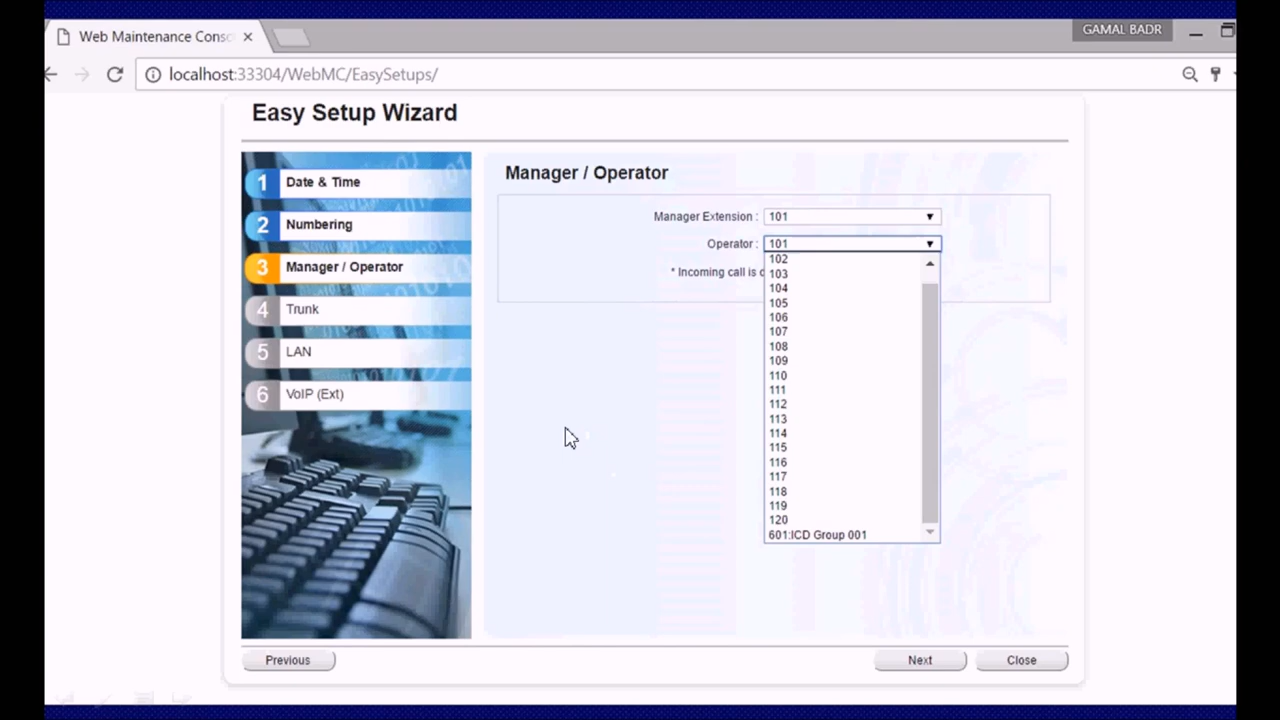 Web Maintenance Conso
GAMAL BADR
localhost:33304/WebMC/EasySetups/
Easy Setup Wizard
1 Date & Time
2 Numbering
3 Manager / Operator
4 Trunk
5 LAN
6 VoIP (Ext)
Manager / Operator
Manager Extension : 101
Operator : 101
* Incoming call is
102
103
104
105
106
107
108
109
110
111
112
113
114
115
116
117
118
119
120
601:ICD Group 001
Previous
Next
Close